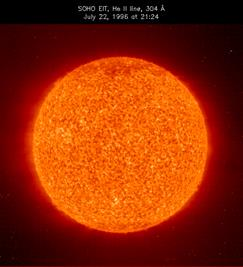 SOHO EIT, He II line, 304 Å
July 22, 1996 at 21:24